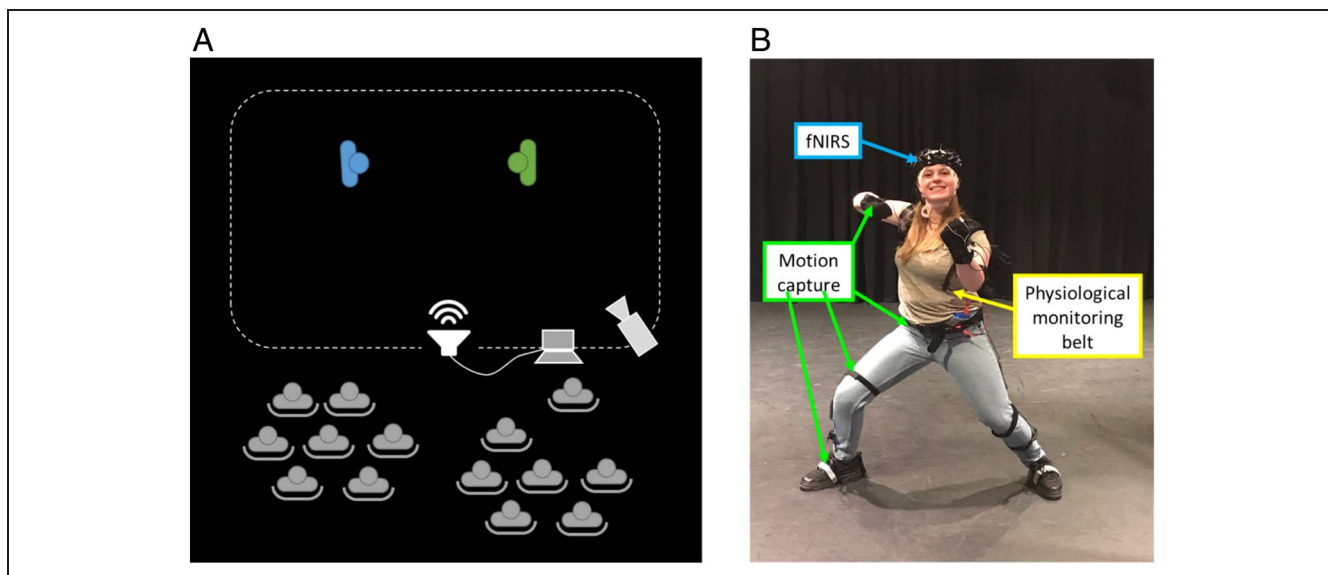 A
B
fNIRS
Motion
capture
Physiological
monitoring
belt